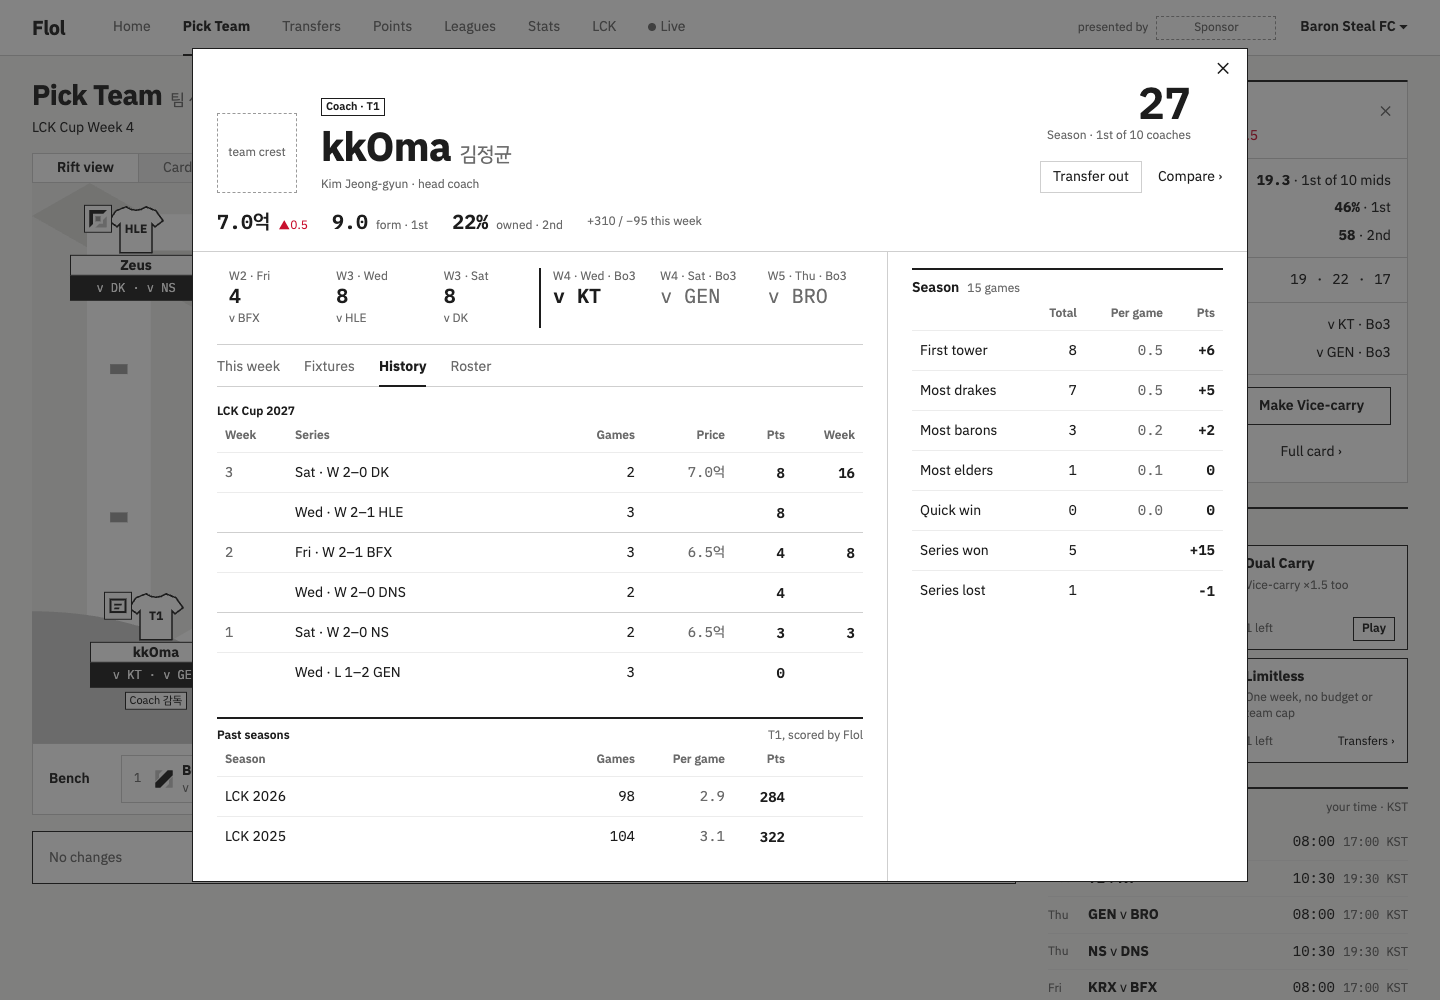 Flol
Home
Pick Team
Transfers
Points
Leagues
Stats
LCK
Live
presented by
Sponsor
Baron Steal FC
Pick Team 팀
LCK Cup Week 4
Rift view
Card
HLE
Zeus
v DK · v NS
T1
kkOma
v KT · v GE
Coach 감독
Bench
1
B
v
No changes
team crest
Coach · T1
kkOma 김정균
Kim Jeong-gyun · head coach
27
Season · 1st of 10 coaches
Transfer out
Compare ›
7.0억 ▲0.5
9.0 form · 1st
22% owned · 2nd
+310 / −95 this week
W2 · Fri
4
v BFX
W3 · Wed
8
v HLE
W3 · Sat
8
v DK
W4 · Wed · Bo3
v KT
W4 · Sat · Bo3
v GEN
W5 · Thu · Bo3
v BRO
This week
Fixtures
History
Roster
LCK Cup 2027
Week Series Games Price Pts Week
3 Sat · W 2–0 DK 2 7.0억 8 16
Wed · W 2–1 HLE 3 8
2 Fri · W 2–1 BFX 3 6.5억 4 8
Wed · W 2–0 DNS 2 4
1 Sat · W 2–0 NS 2 6.5억 3 3
Wed · L 1–2 GEN 3 0
Past seasons
T1, scored by Flol
Season Games Per game Pts
LCK 2026 98 2.9 284
LCK 2025 104 3.1 322
Season 15 games
Total Per game Pts
First tower 8 0.5 +6
Most drakes 7 0.5 +5
Most barons 3 0.2 +2
Most elders 1 0.1 0
Quick win 0 0.0 0
Series won 5 +15
Series lost 1 -1
.5
19.3 · 1st of 10 mids
46% · 1st
58 · 2nd
19 · 22 · 17
v KT · Bo3
v GEN · Bo3
Make Vice-carry
Full card ›
Dual Carry
Vice-carry ×1.5 too
1 left
Play
Limitless
One week, no budget or
team cap
1 left
Transfers ›
your time · KST
08:00 17:00 KST
10:30 19:30 KST
Thu GEN v BRO 08:00 17:00 KST
Thu NS v DNS 10:30 19:30 KST
Fri KRX v BFX 08:00 17:00 KST